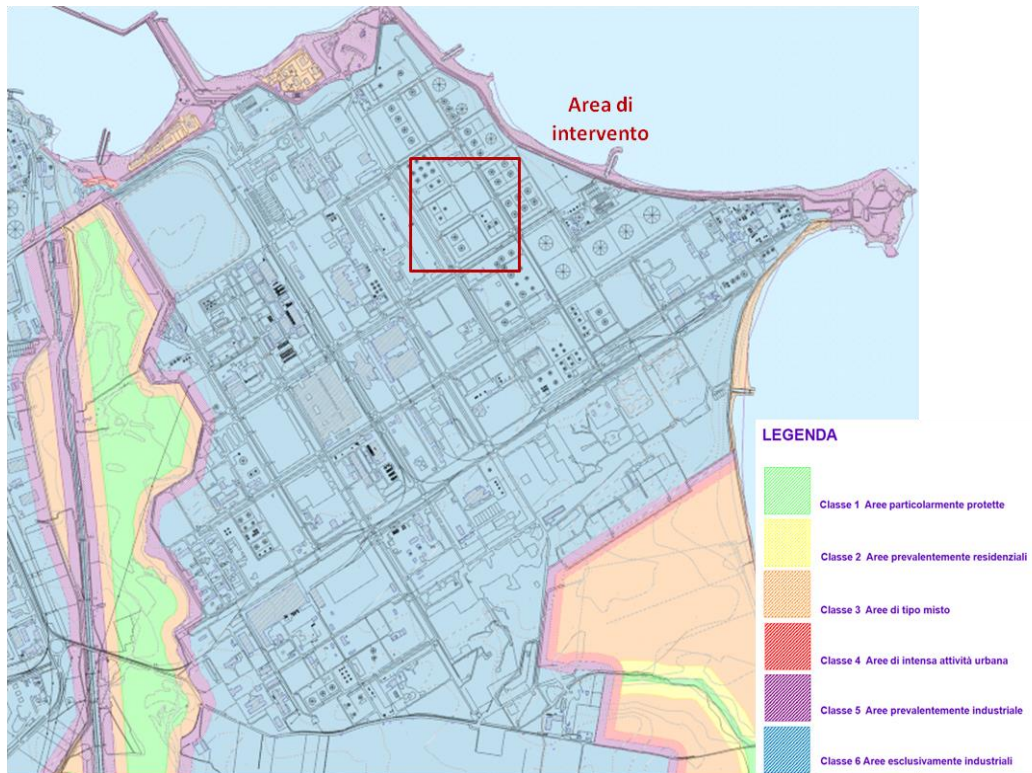 Area di
intervento
LEGENDA
Classe 1 Aree particolarmente protette
Classe 2 Aree prevalentemente residenziali
Classe 3 Aree di tipo misto
Classe 4 Aree di intensa attività urbana
Classe 5 Aree prevalentemente industriale
Classe 6 Aree esclusivamente industriali